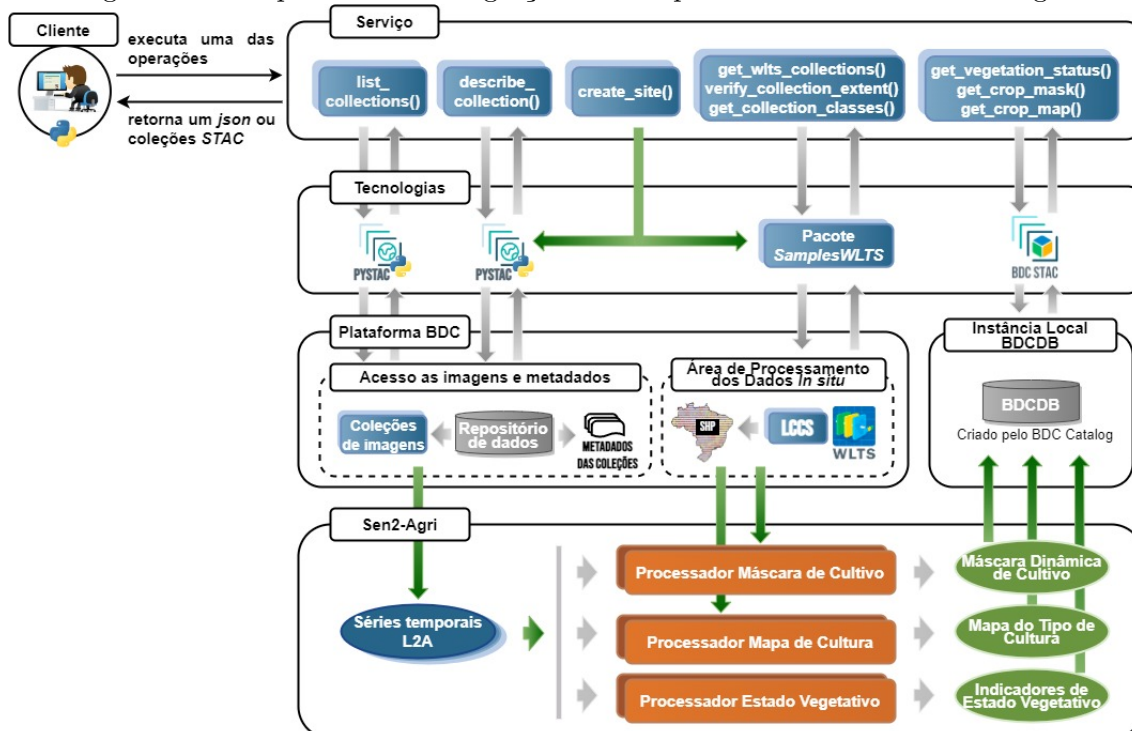 Cliente
executa uma das
operações
retorna um json ou
coleções STAC
Serviço
list_
collections()
describe_
collection()
create_site()
get_wlts_collections()
verify_collection_extent()
get_collection_classes()
get_vegetation_status()
get_crop_mask()
get_crop_map()
Tecnologias
PYSTAC
PYSTAC
Pacote
SamplesWLTS
BDC STAC
Plataforma BDC
Acesso as imagens e metadados
Coleções
de imagens
Repositório
de dados
METADADOS
DAS COLEÇÕES
Área de Processamento
dos Dados In situ
SHP
LCCS
WLTS
Instância Local
BDCDB
BDCDB
Criado pelo BDC Catalog
Sen2-Agri
Séries temporais
L2A
Processador Máscara de Cultivo
Máscara Dinâmica
de Cultivo
Processador Mapa de Cultura
Mapa do Tipo de
Cultura
Processador Estado Vegetativo
Indicadores de
Estado Vegetativo